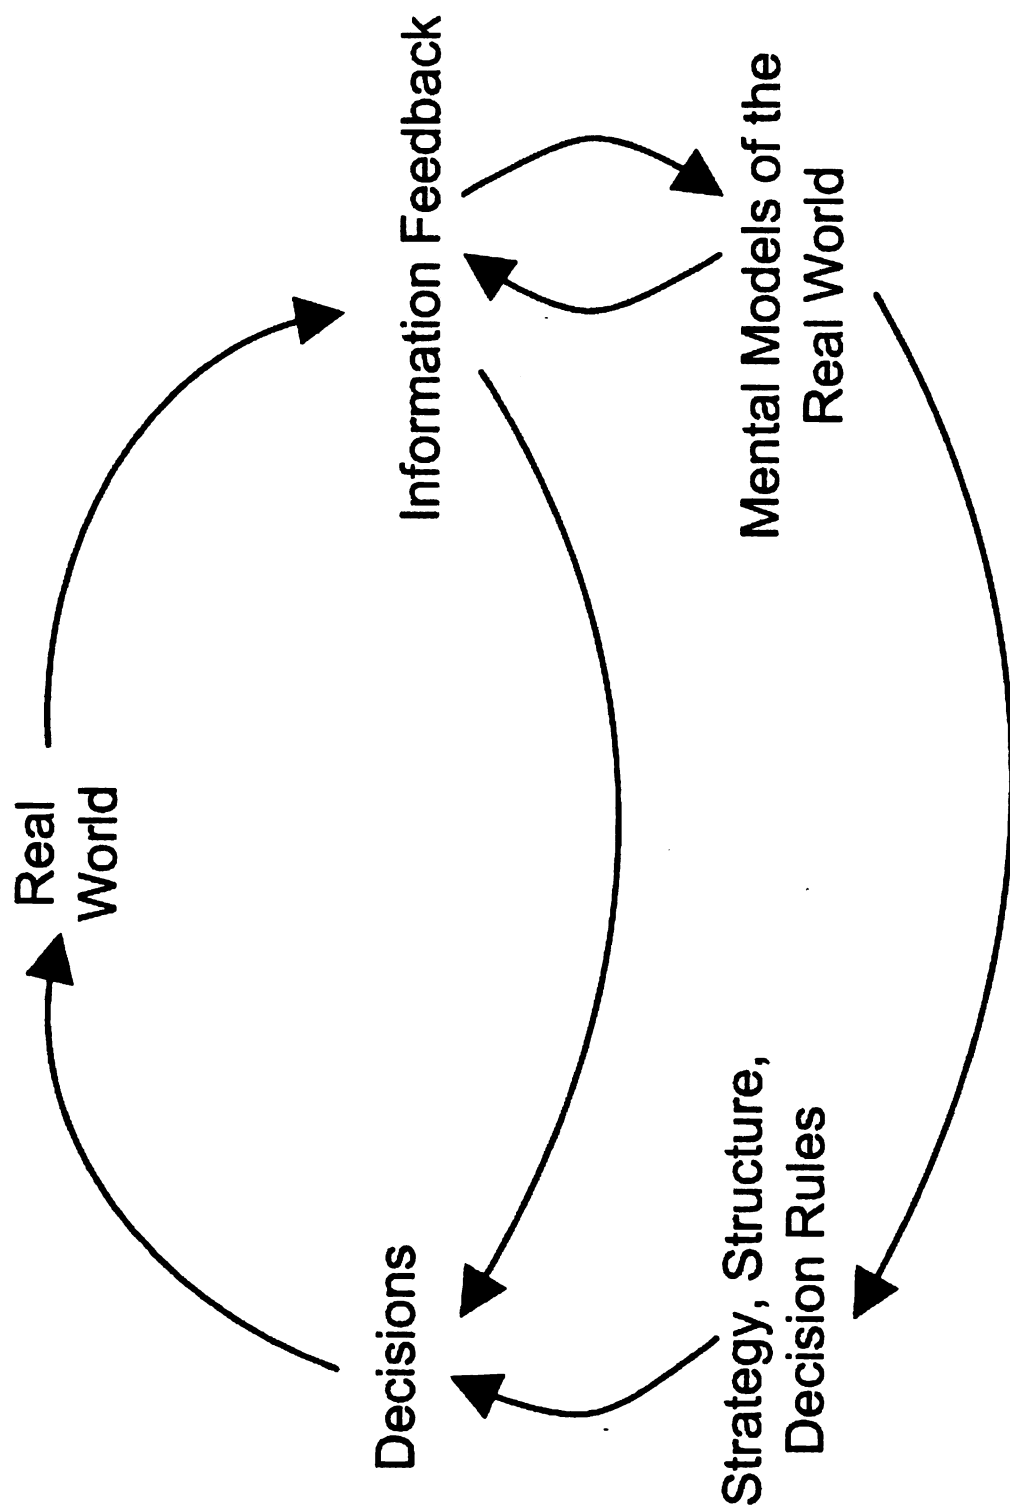 Real
World
Decisions
Information Feedback
Strategy, Structure,
Decision Rules
Mental Models of the
Real World